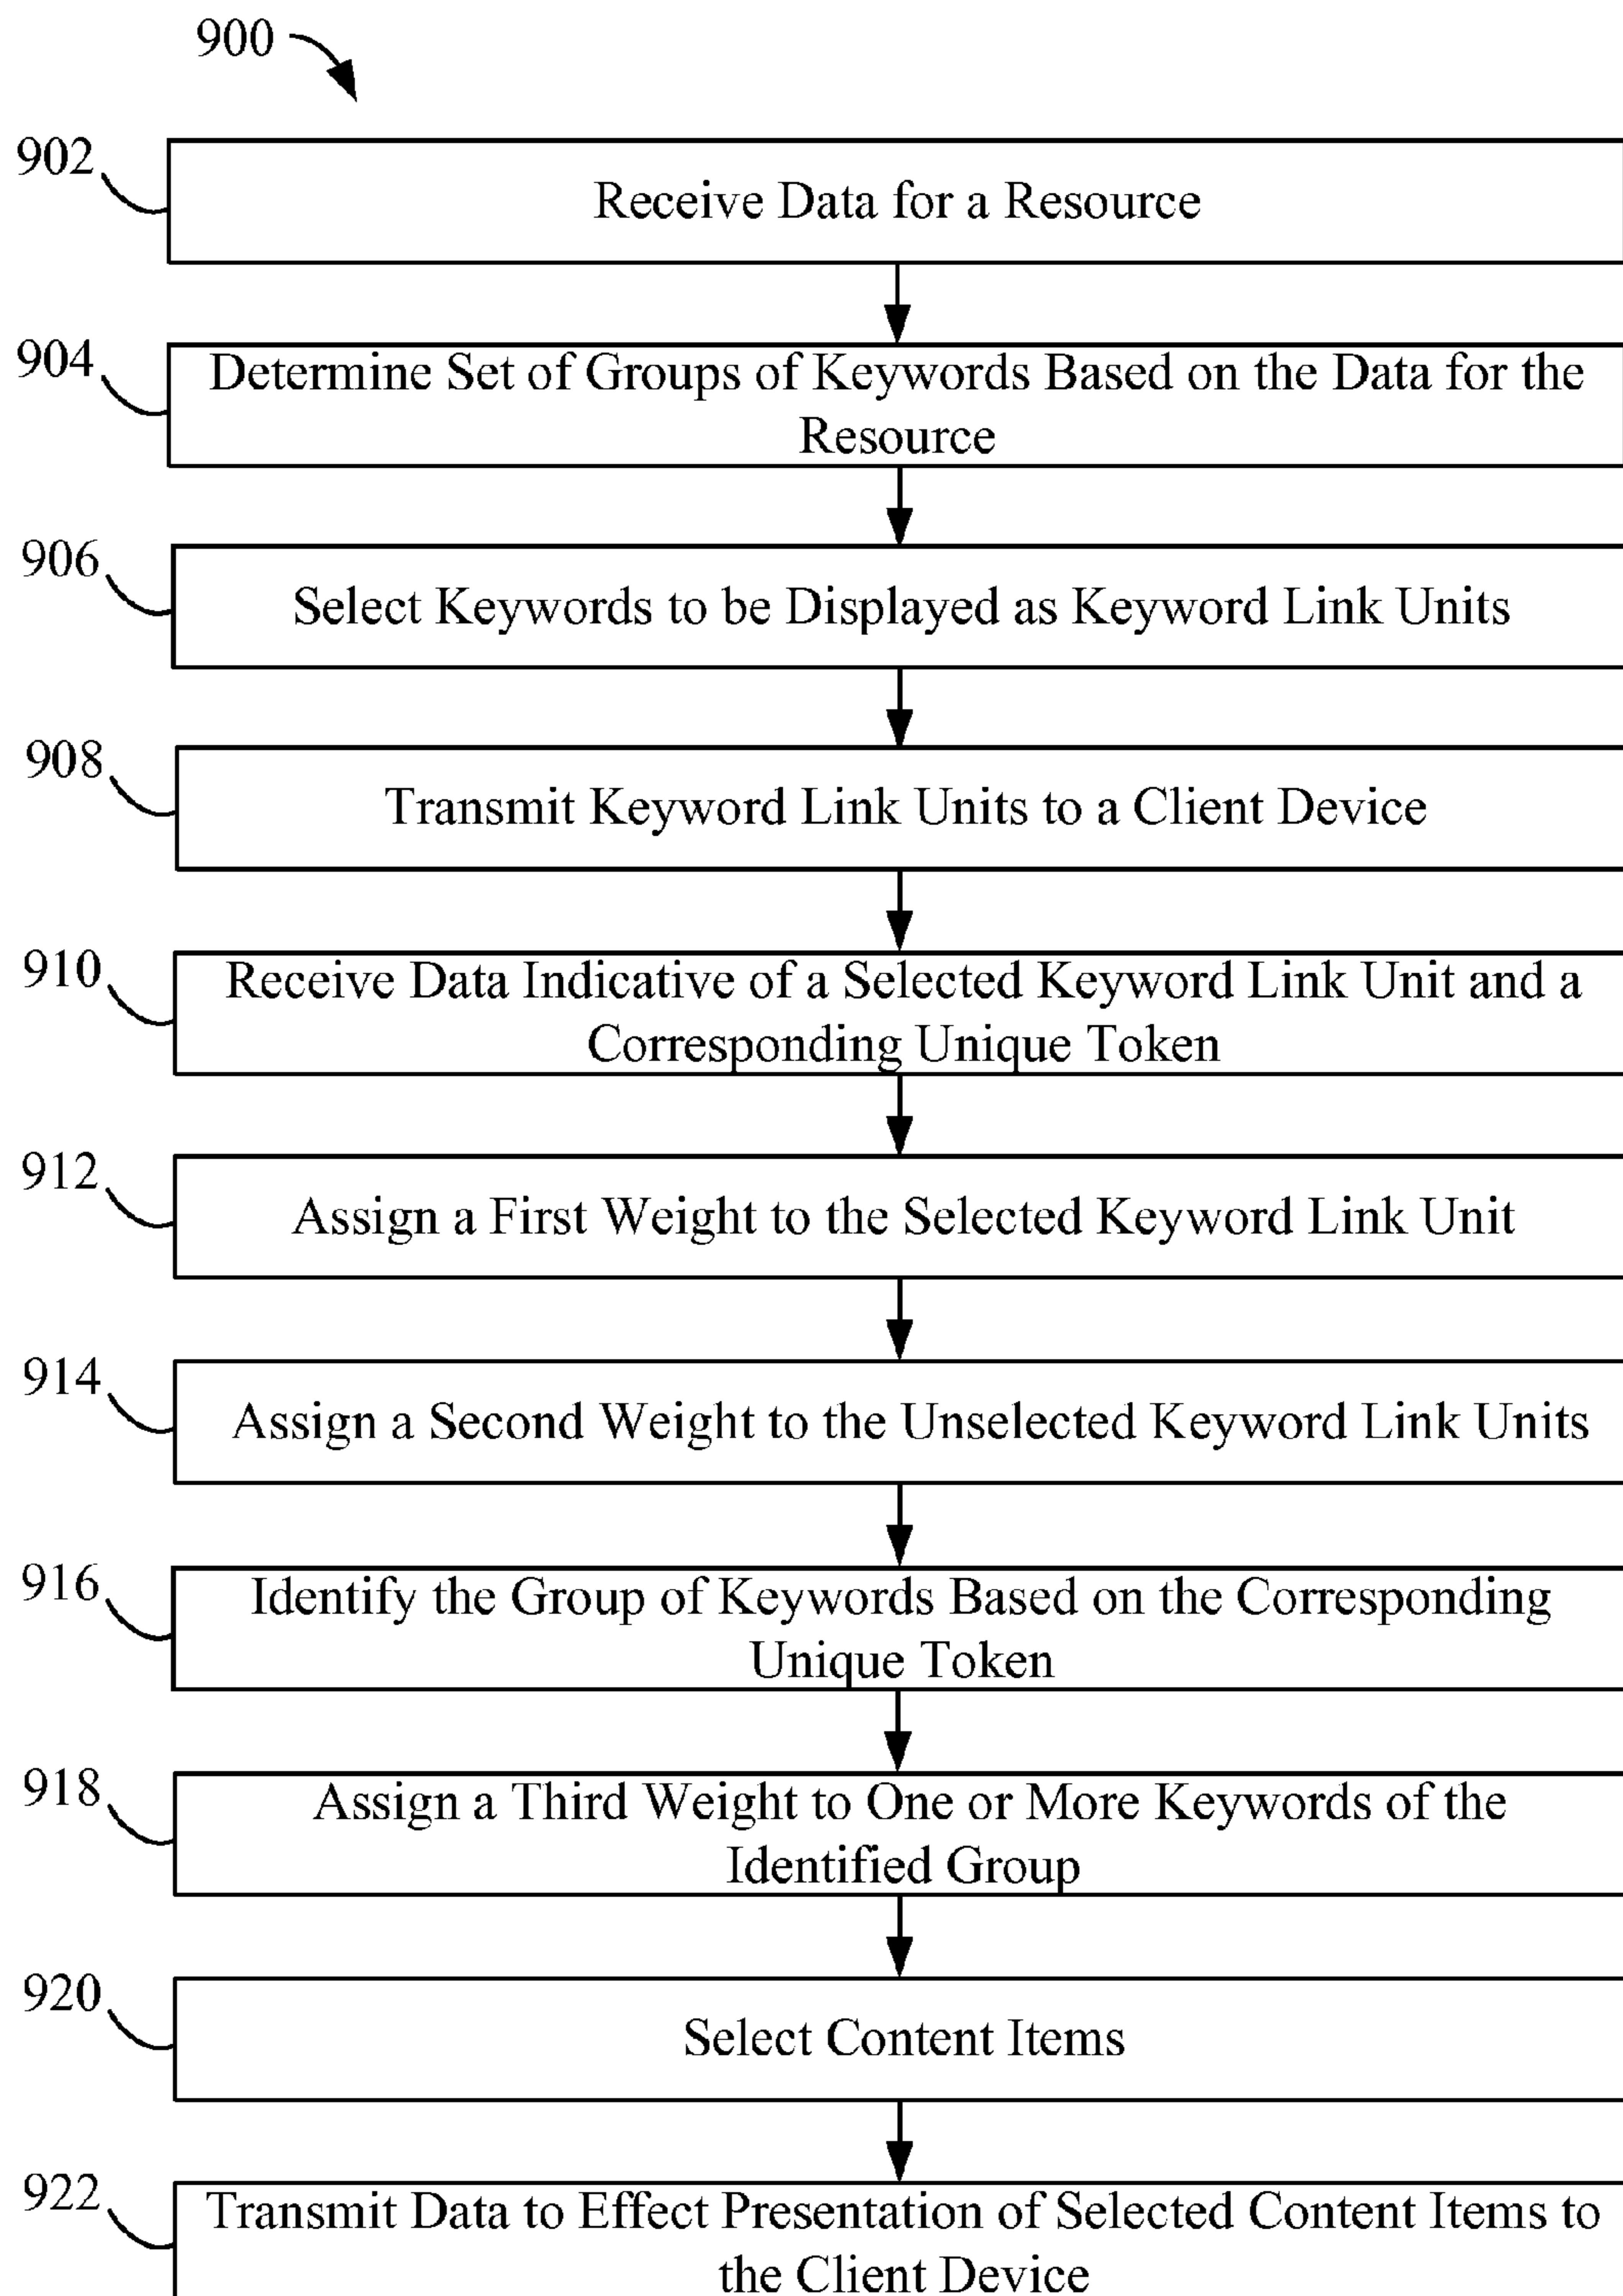 900
902
Receive Data for a Resource
904
Determine Set of Groups of Keywords Based on the Data for the
Resource
906
Select Keywords to be Displayed as Keyword Link Units
908
Transmit Keyword Link Units to a Client Device
910
Receive Data Indicative of a Selected Keyword Link Unit and a
Corresponding Unique Token
912
Assign a First Weight to the Selected Keyword Link Unit
914
Assign a Second Weight to the Unselected Keyword Link Units
916
Identify the Group of Keywords Based on the Corresponding
Unique Token
918
Assign a Third Weight to One or More Keywords of the
Identified Group
920
Select Content Items
922
Transmit Data to Effect Presentation of Selected Content Items to
the Client Device